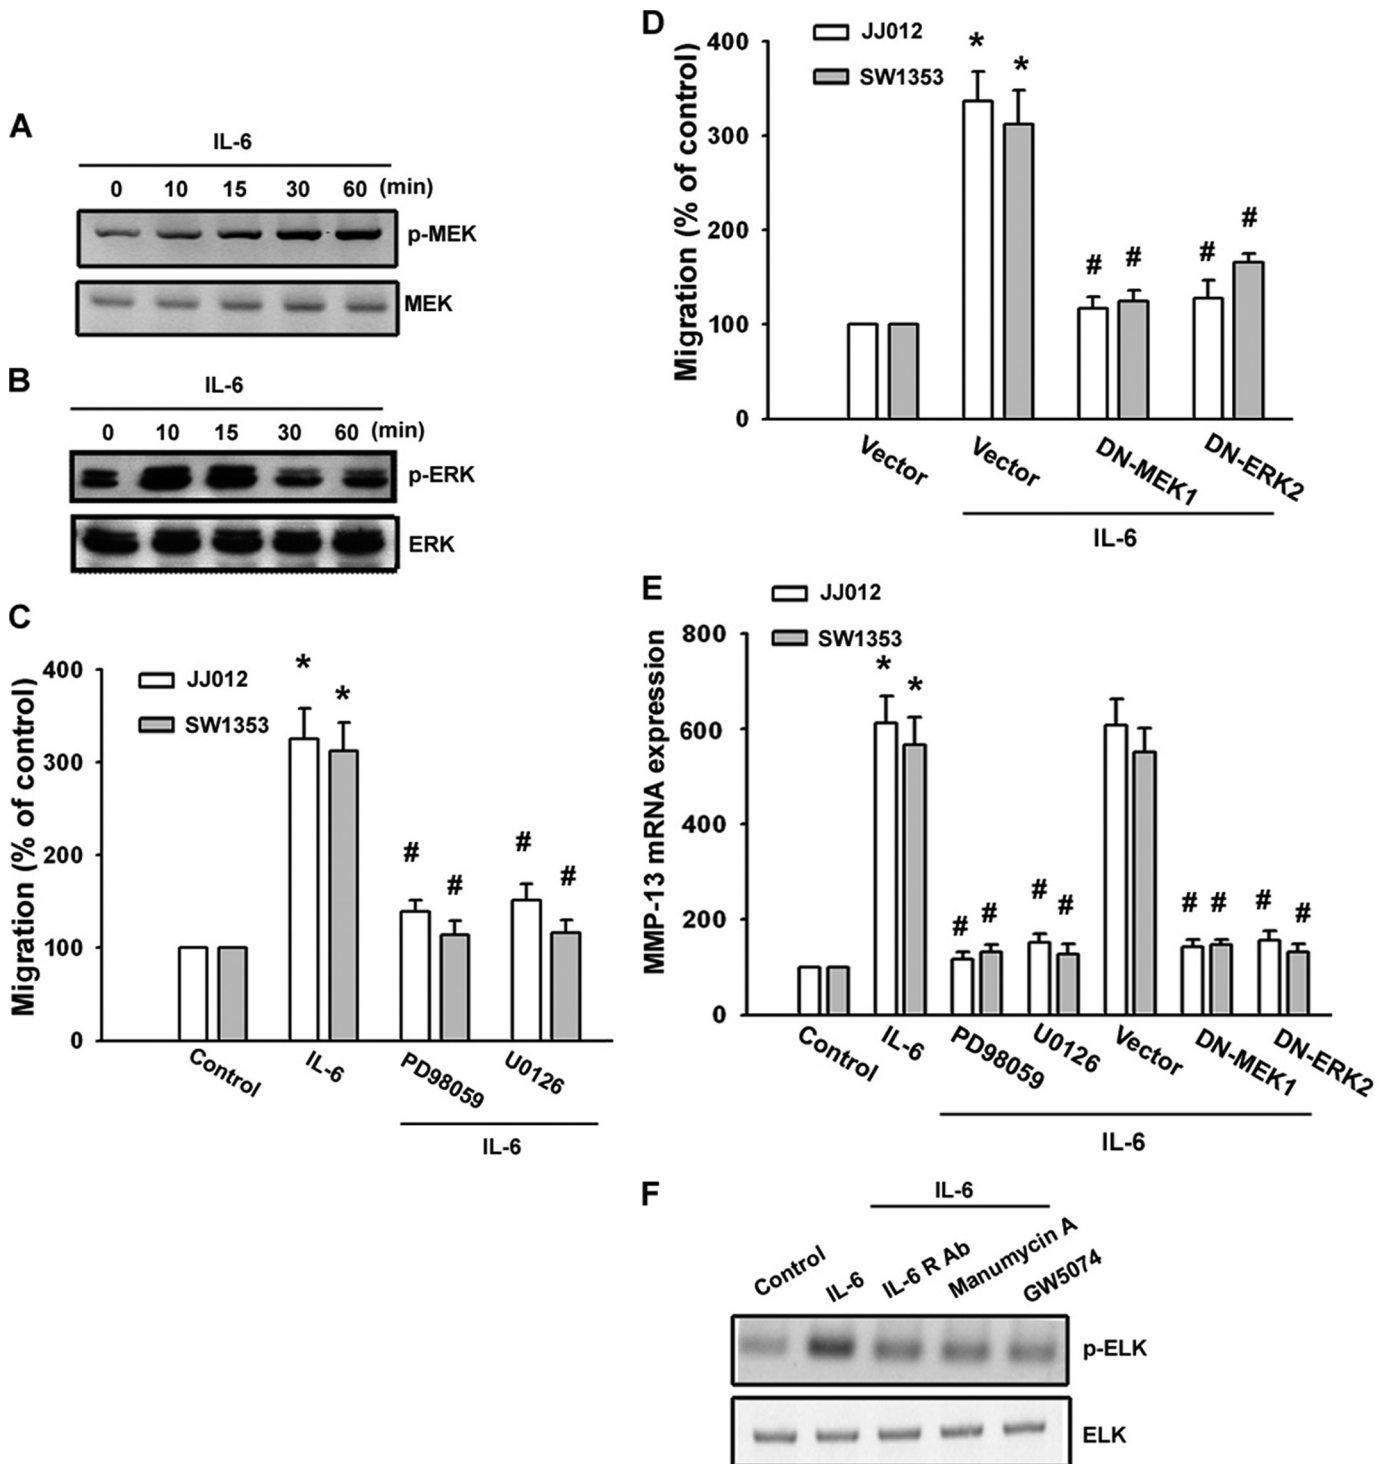 A
IL-6
0 10 15 30 60 (min)
p-MEK
MEK
B
IL-6
0 10 15 30 60 (min)
p-ERK
ERK
C
JJ012
SW1353
Migration (% of control)
400
300
200
100
0
* *
# # # #
Control IL-6 PD98059 U0126
IL-6
D
JJ012
SW1353
Migration (% of control)
400
300
200
100
0
* *
# # # #
Vector Vector DN-MEK1 DN-ERK2
IL-6
E
JJ012
SW1353
MMP-13 mRNA expression
800
600
400
200
0
* *
# # # # # # # #
Control IL-6 PD98059 U0126 Vector DN-MEK1 DN-ERK2
IL-6
F
IL-6
Control IL-6 IL-6 R Ab Manumycin A GW5074
p-ELK
ELK